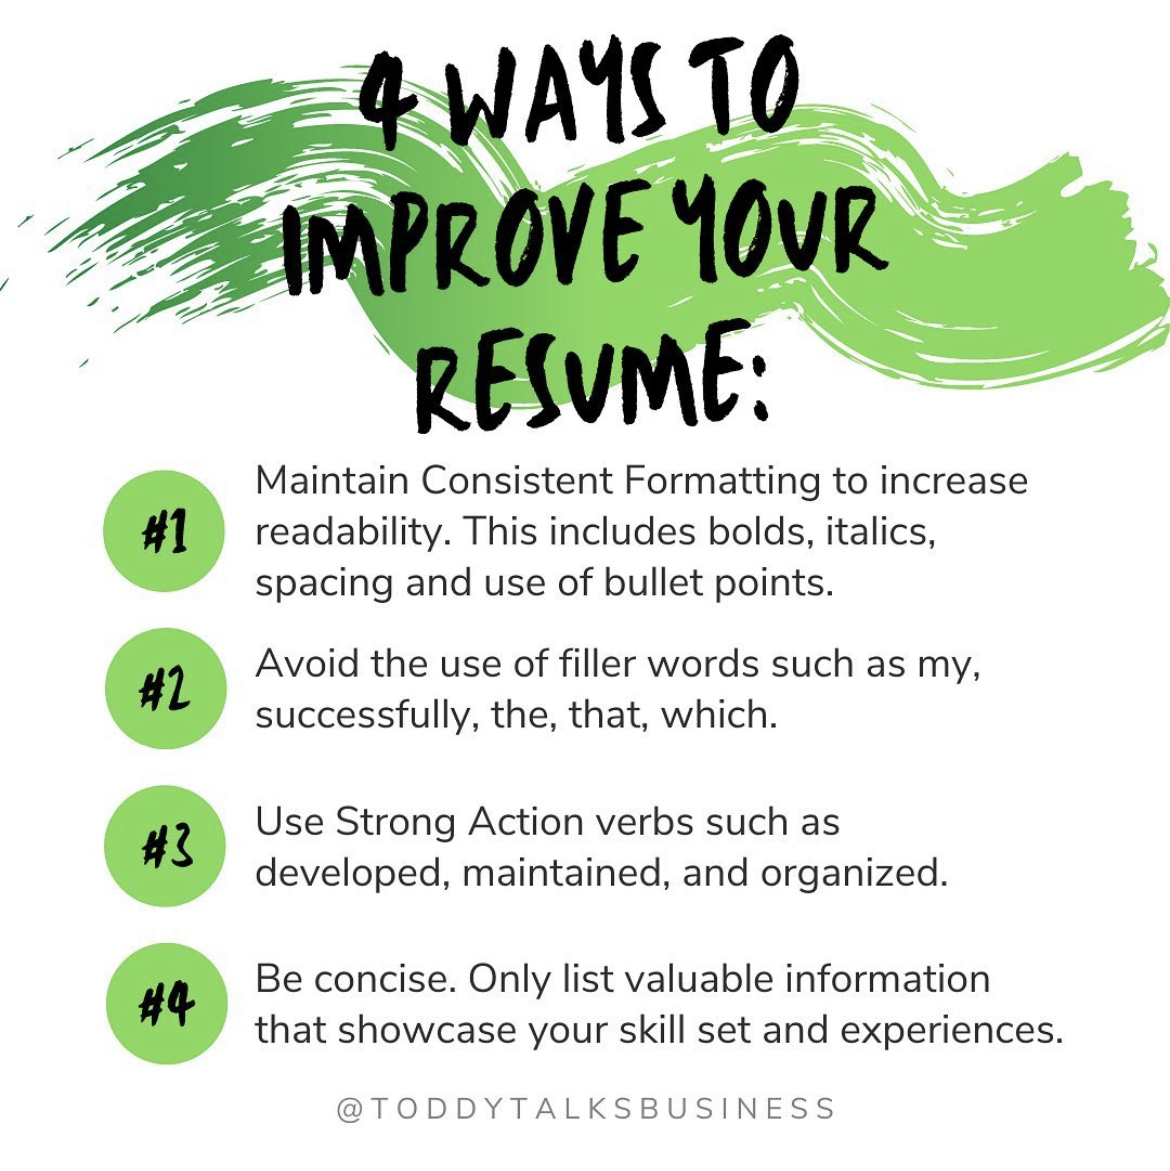 4 WAYS TO
IMPROVE YOUR
RESUME:
#1
Maintain Consistent Formatting to increase
readability. This includes bolds, italics,
spacing and use of bullet points.
#2
Avoid the use of filler words such as my,
successfully, the, that, which.
#3
Use Strong Action verbs such as
developed, maintained, and organized.
#4
Be concise. Only list valuable information
that showcase your skill set and experiences.
@TODDYTALKSBUSINESS